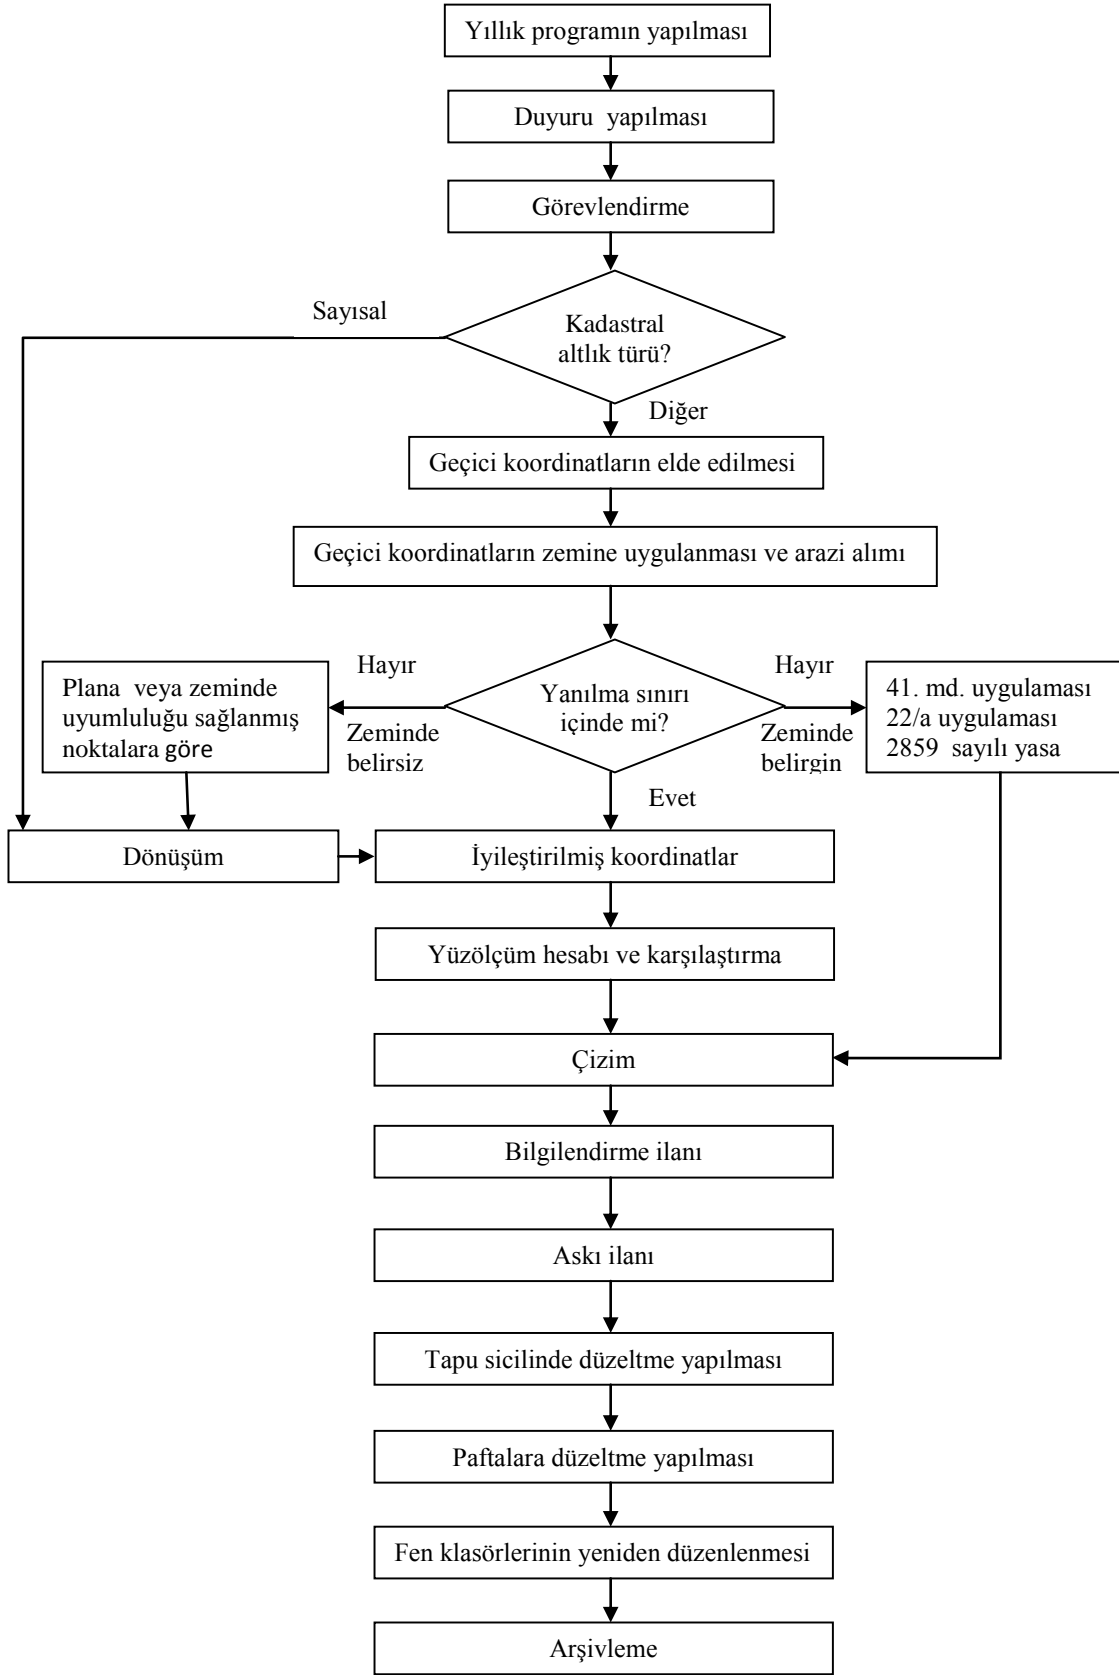 Yıllık programın yapılması
Duyuru yapılması
Görevlendirme
Sayısal
Kadastral
altlık türü?
Diğer
Geçici koordinatların elde edilmesi
Geçici koordinatların zemine uygulanması ve arazi alımı
Hayır
Hayır
Plana veya zeminde
uyumluluğu sağlanmış
noktalara göre
Yanılma sınırı
içinde mi?
41. md. uygulaması
22/a uygulaması
2859 sayılı yasa
Zeminde
belirsiz
Zeminde
belirgin
Evet
Dönüşüm
İyileştirilmiş koordinatlar
Yüzölçüm hesabı ve karşılaştırma
Çizim
Bilgilendirme ilanı
Askı ilanı
Tapu sicilinde düzeltme yapılması
Paftalara düzeltme yapılması
Fen klasörlerinin yeniden düzenlenmesi
Arşivleme